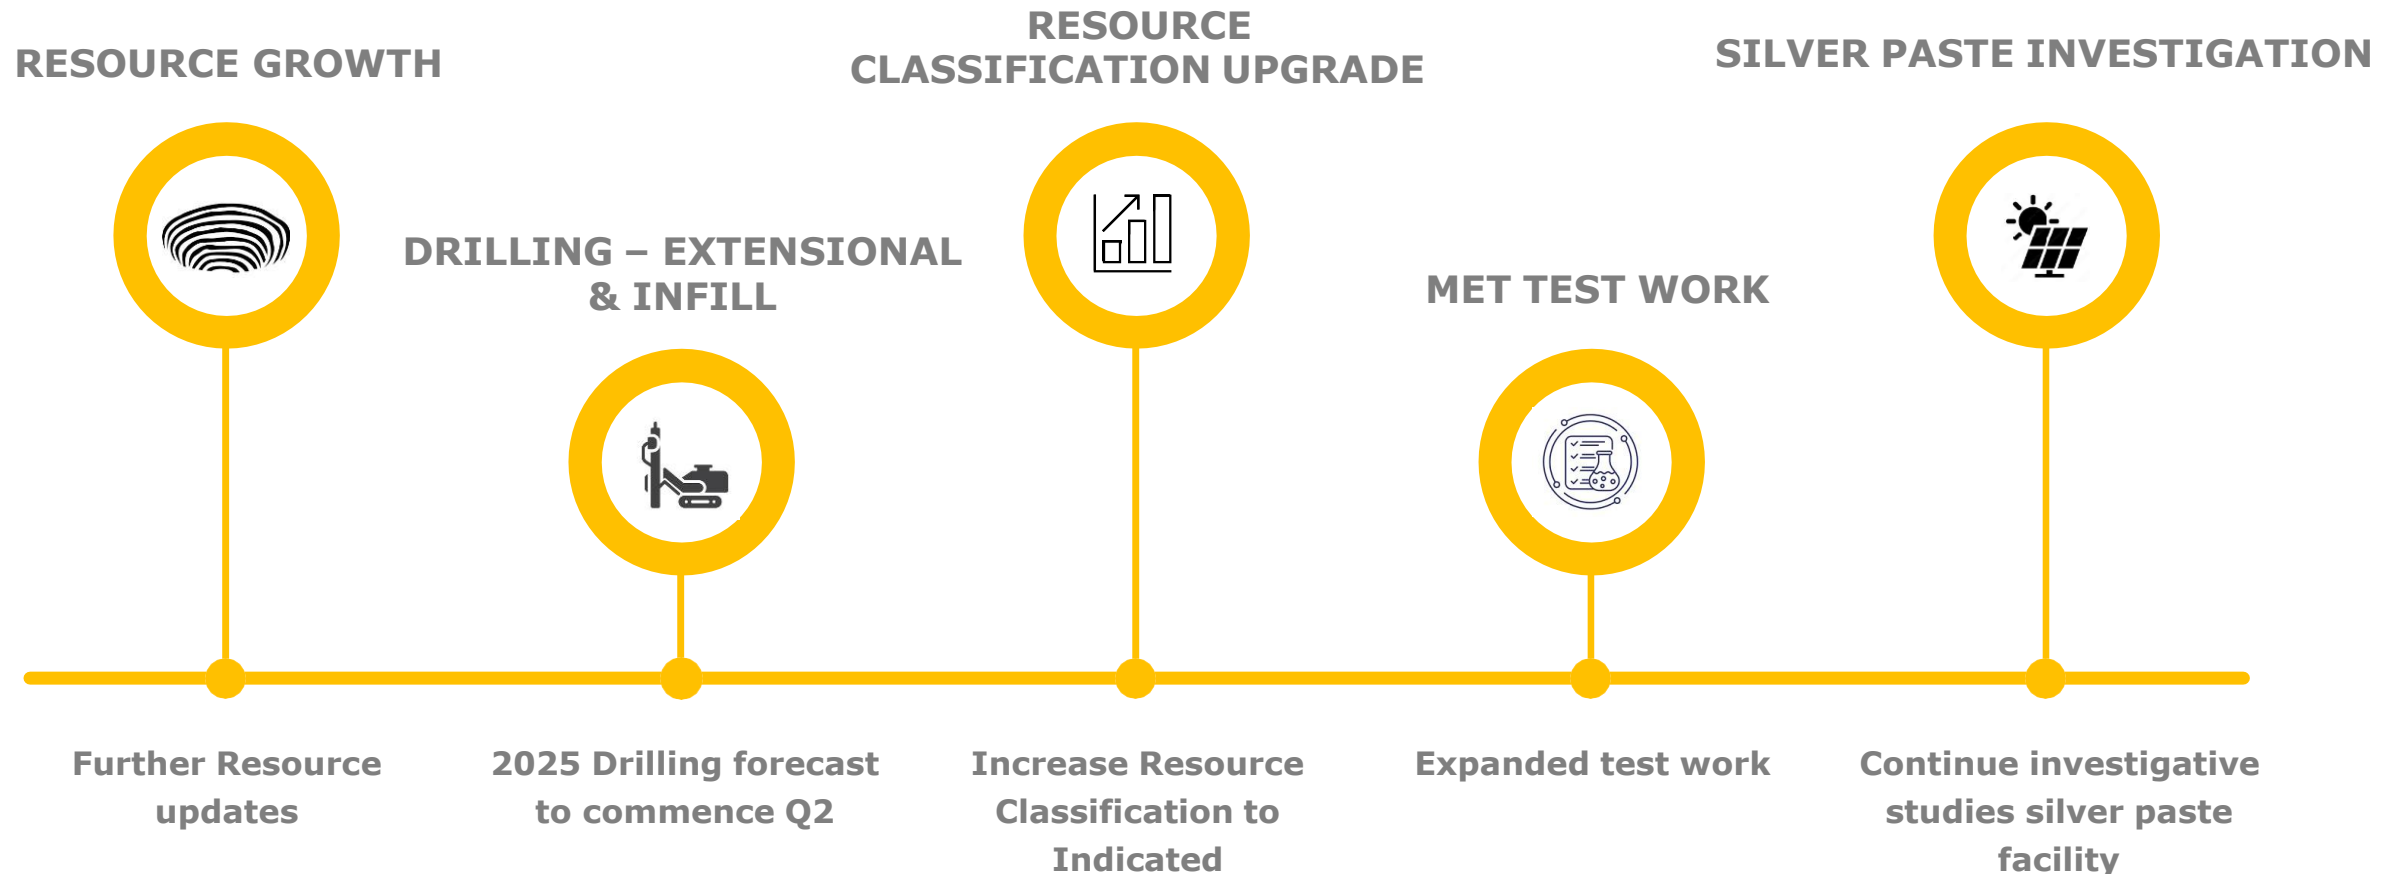 RESOURCE GROWTH
Further Resource
updates
DRILLING – EXTENSIONAL
& INFILL
2025 Drilling forecast
to commence Q2
RESOURCE
CLASSIFICATION UPGRADE
Increase Resource
Classification to
Indicated
MET TEST WORK
Expanded test work
SILVER PASTE INVESTIGATION
Continue investigative
studies silver paste
facility